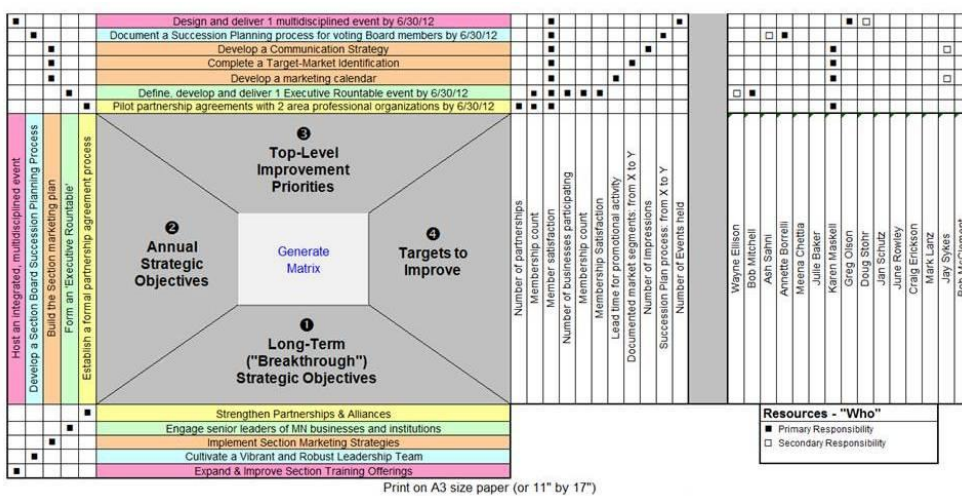 Design and deliver 1 multidisciplined event by 6/30/12
Document a Succession Planning process for voting Board members by 6/30/12
Develop a Communication Strategy
Complete a Target-Market Identification
Develop a marketing calendar
Define, develop and deliver 1 Executive Roundtable event by 6/30/12
Pilot partnership agreements with 2 area professional organizations by 6/30/12
Host an integrated, multidisciplined event
Develop a Section Board Succession Planning Process
Build the Section marketing plan
Form an 'Executive Roundtable'
Establish a formal partnership agreement process
❸
Top-Level
Improvement
Priorities
❷
Annual
Strategic
Objectives
Generate
Matrix
❹
Targets to
Improve
❶
Long-Term
("Breakthrough")
Strategic Objectives
Number of partnerships
Membership count
Member satisfaction
Number of businesses participating
Membership count
Membership Satisfaction
Lead time for promotional activity
Documented market segments: from X to Y
Number of Impressions
Succession Plan process: from X to Y
Number of Events held
Wayne Ellison
Bob Mitchell
Ash Sahni
Annette Borrelli
Meena Chettia
Julie Baker
Karen Maskell
Greg Olson
Doug Stohr
Jan Schutz
June Rowley
Craig Erickson
Mark Lanz
Jay Sykes
Strengthen Partnerships & Alliances
Engage senior leaders of MN businesses and institutions
Implement Section Marketing Strategies
Cultivate a Vibrant and Robust Leadership Team
Expand & Improve Section Training Offerings
Resources - "Who"
■ Primary Responsibility
□ Secondary Responsibility
Print on A3 size paper (or 11" by 17")